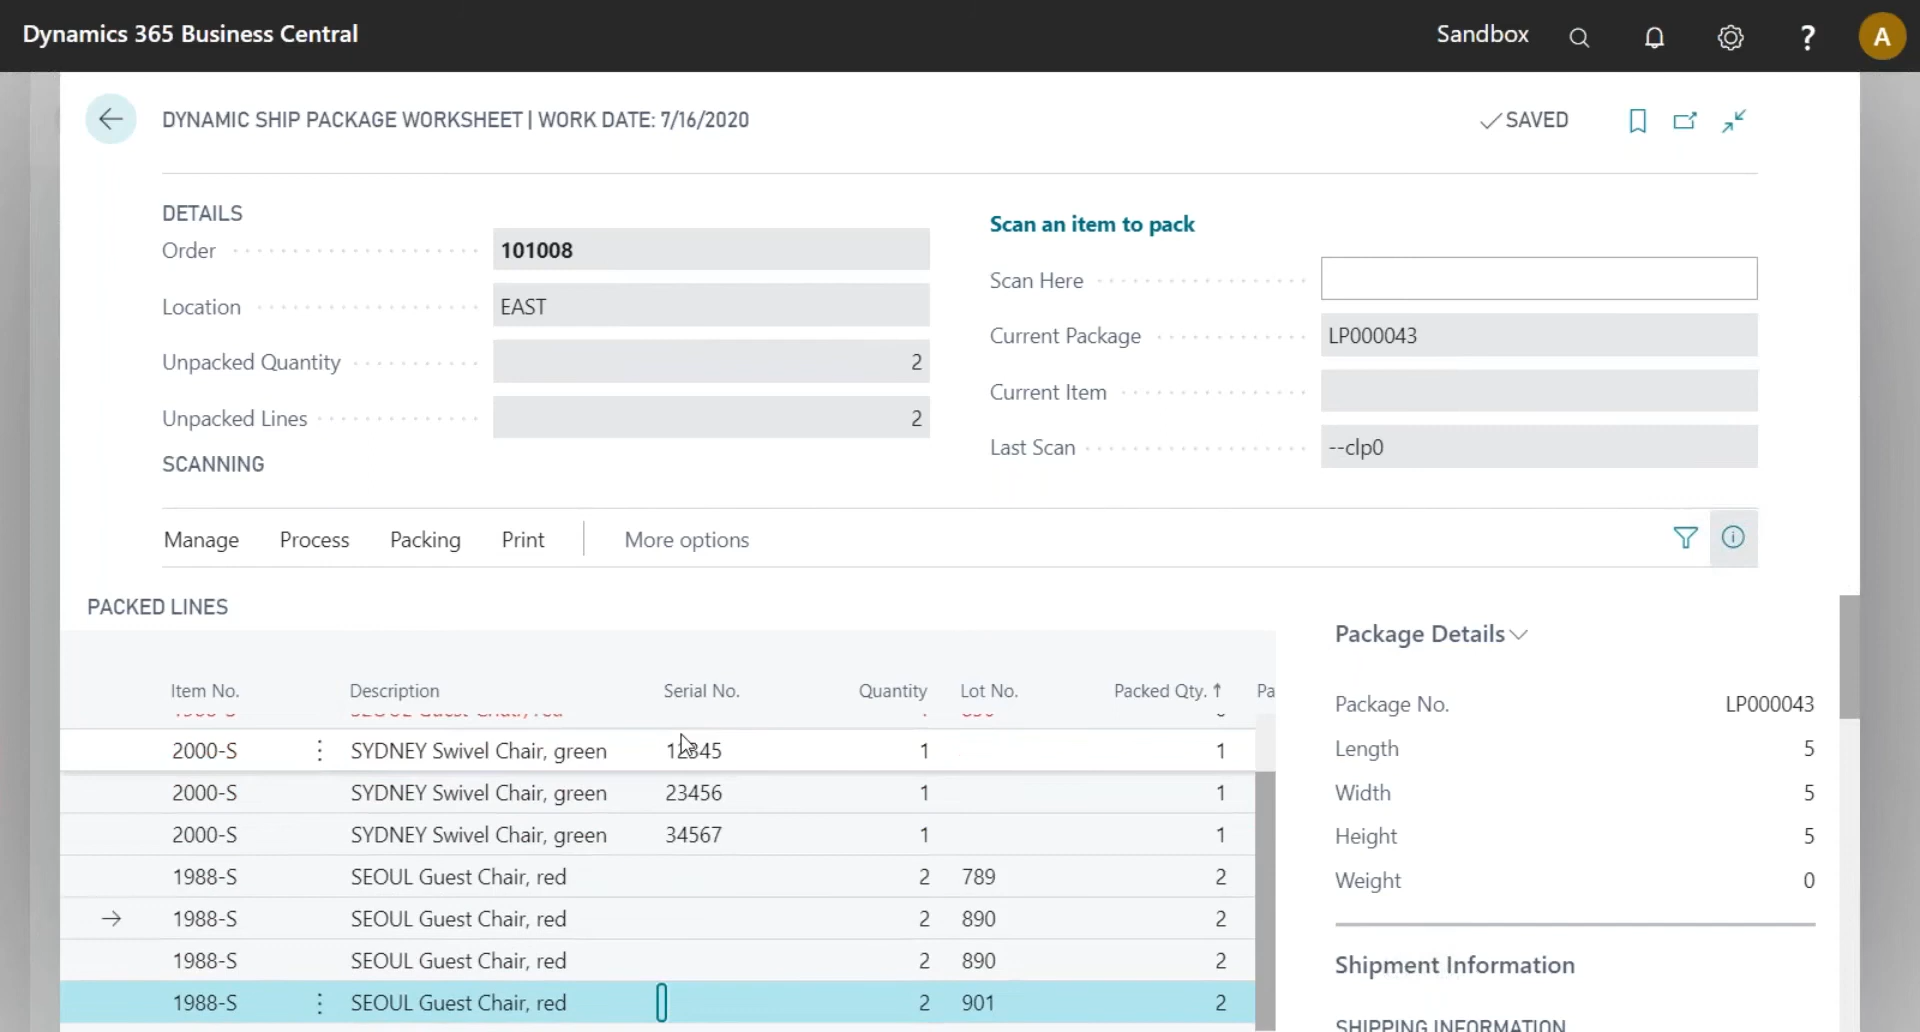 Dynamics 365 Business Central
Sandbox
?
A
DYNAMIC SHIP PACKAGE WORKSHEET | WORK DATE: 7/16/2020
SAVED
DETAILS
Order 101008
Location EAST
Unpacked Quantity 2
Unpacked Lines 2
SCANNING
Scan an item to pack
Scan Here
Current Package LP000043
Current Item
Last Scan --clp0
Manage Process Packing Print More options
PACKED LINES
Item No. Description Serial No. Quantity Lot No. Packed Qty. ↑ Pa
2000-S SYDNEY Swivel Chair, green 12345 1 1
2000-S SYDNEY Swivel Chair, green 23456 1 1
2000-S SYDNEY Swivel Chair, green 34567 1 1
1988-S SEOUL Guest Chair, red 2 789 2
1988-S SEOUL Guest Chair, red 2 890 2
1988-S SEOUL Guest Chair, red 2 890 2
1988-S SEOUL Guest Chair, red 2 901 2
Package Details
Package No. LP000043
Length 5
Width 5
Height 5
Weight 0
Shipment Information
SHIPPING INFORMATION